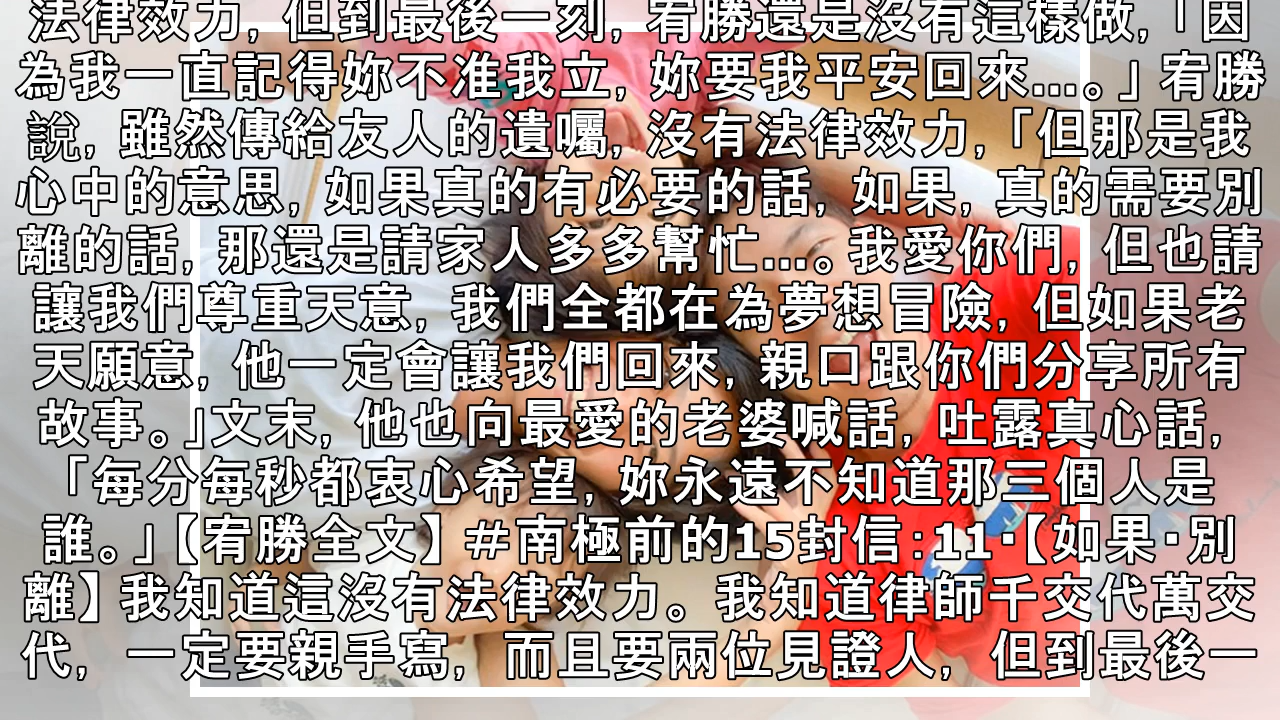 法律效力, 但到最後一刻, 宥勝還是沒有這樣做,「因
為我一直記得妳不准我立, 妳要我平安回來...。」宥勝
說, 雖然傳給友人的遺囑, 沒有法律效力,「但那是我
心中的意思, 如果真的有必要的話, 如果, 真的需要別
離的話, 那還是請家人多多幫忙...。我愛你們, 但也請
讓我們尊重天意, 我們全都在為夢想冒險, 但如果老
天願意, 他一定會讓我們回來, 親口跟你們分享所有
故事。」文末, 他也向最愛的老婆喊話, 吐露真心話,
「每分每秒都衷心希望, 妳永遠不知道那三個人是
誰。」【宥勝全文】#南極前的15封信:11·【如果·別
離】我知道這沒有法律效力。我知道律師千交代萬交
代, 一定要親手寫, 而且要兩位見證人, 但到最後一